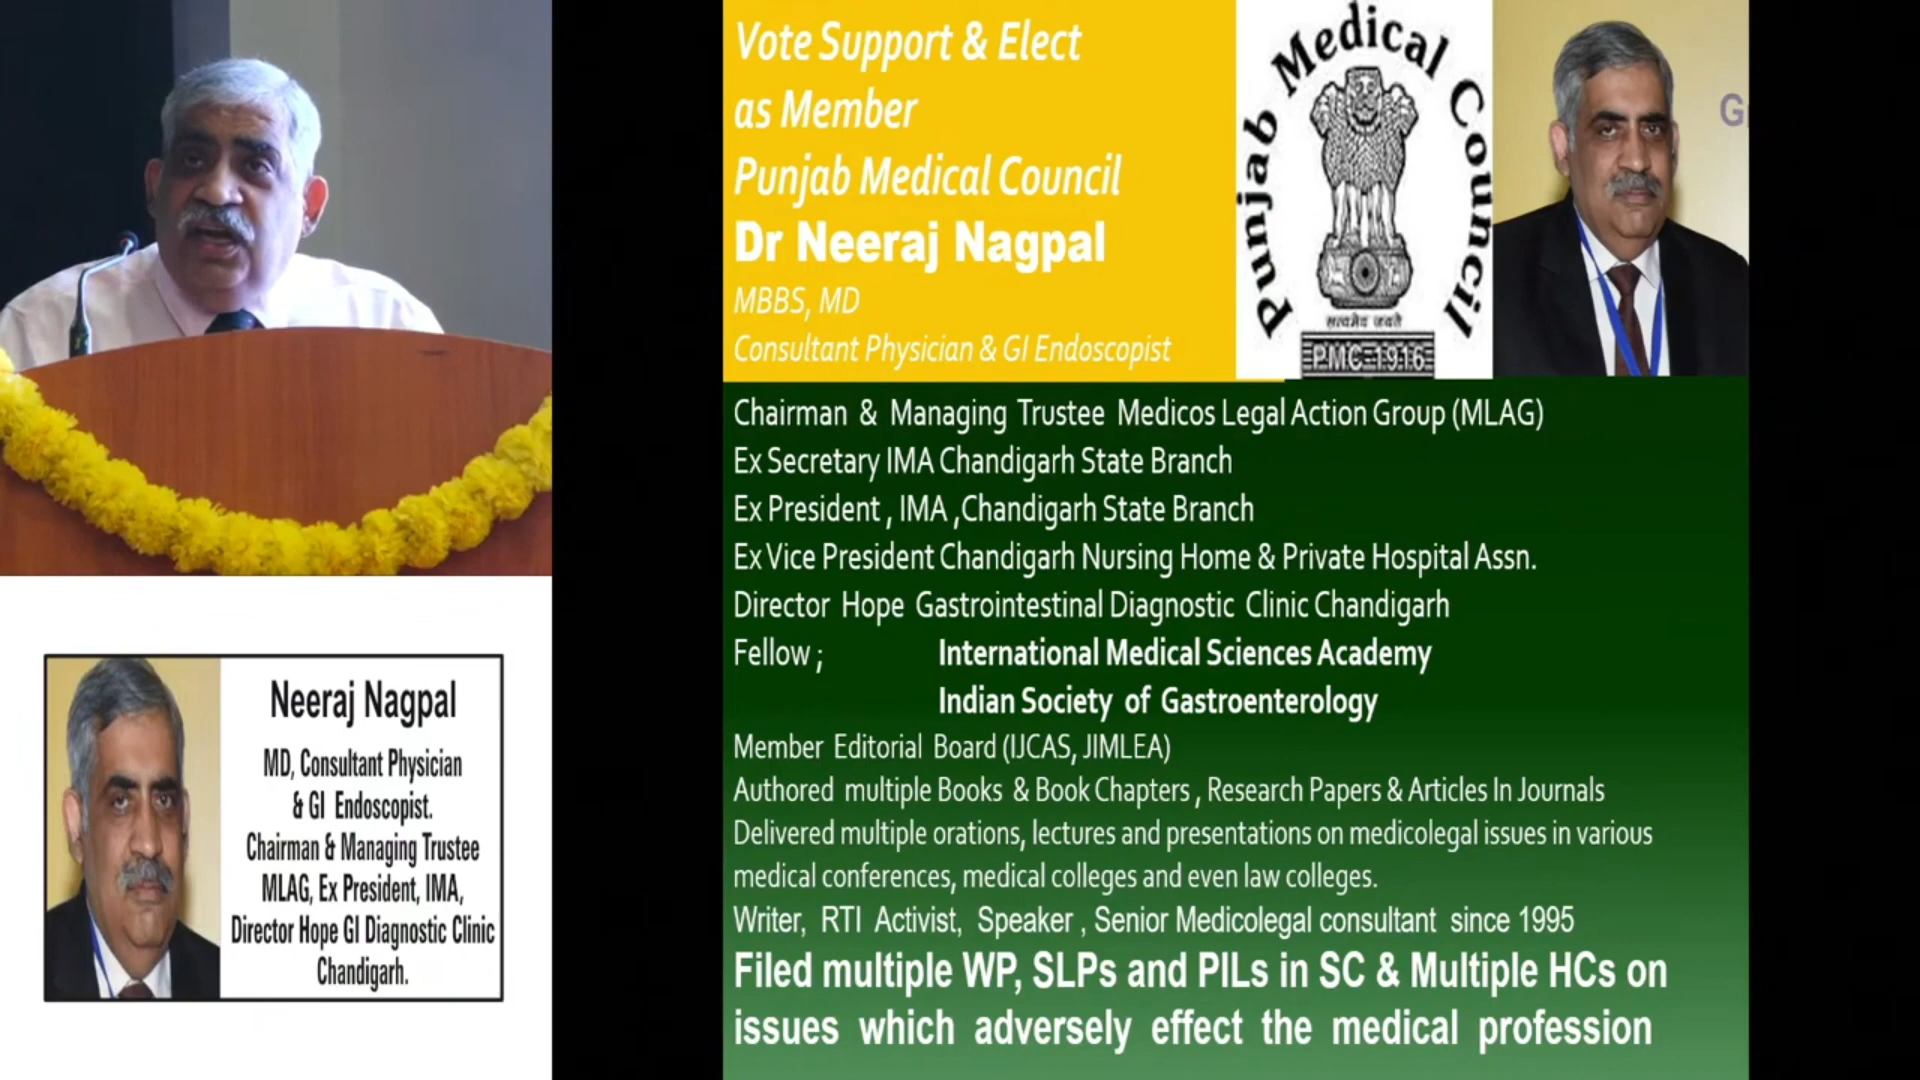 Vote Support & Elect
as Member
Punjab Medical Council
Dr Neeraj Nagpal
MBBS, MD
Consultant Physician & GI Endoscopist
Punjab Medical Council
सत्यमेव जयते
PMC-1916
G
Chairman & Managing Trustee Medicos Legal Action Group (MLAG)
Ex Secretary IMA Chandigarh State Branch
Ex President , IMA ,Chandigarh State Branch
Ex Vice President Chandigarh Nursing Home & Private Hospital Assn.
Director Hope Gastrointestinal Diagnostic Clinic Chandigarh
Fellow ; International Medical Sciences Academy
Indian Society of Gastroenterology
Member Editorial Board (IJCAS, JIMLEA)
Authored multiple Books & Book Chapters , Research Papers & Articles In Journals
Delivered multiple orations, lectures and presentations on medicolegal issues in various
medical conferences, medical colleges and even law colleges.
Writer, RTI Activist, Speaker , Senior Medicolegal consultant since 1995
Filed multiple WP, SLPs and PILs in SC & Multiple HCs on
issues which adversely effect the medical profession
Neeraj Nagpal
MD, Consultant Physician
& GI Endoscopist.
Chairman & Managing Trustee
MLAG, Ex President, IMA,
Director Hope GI Diagnostic Clinic
Chandigarh.